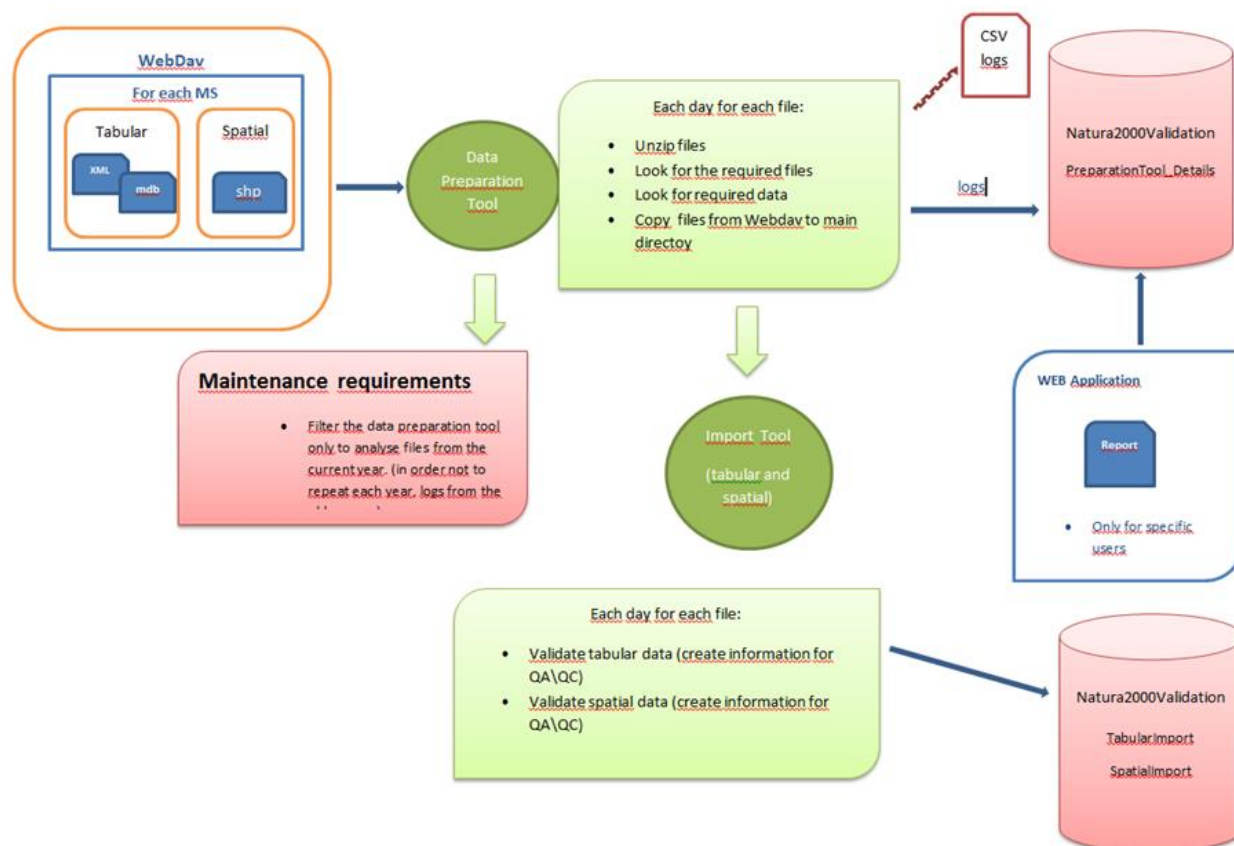 WebDav
For each MS
Tabular
XML
mdb
Spatial
shp
Data
Preparation
Tool
Each day for each file:
• Unzip files
• Look for the required files
• Look for required data
• Copy files from Webdav to main
directoy
CSV
logs
logs
Natura2000Validation
PreparationTool_Details
Maintenance requirements
• Filter the data preparation tool
only to analyse files from the
current year. (in order not to
repeat each year, logs from the
Import Tool
(tabular and
spatial)
WEB Application
Report
• Only for specific
users
Each day for each file:
• Validate tabular data (create information for
QA\QC)
• Validate spatial data (create information for
QA\QC)
Natura2000Validation
TabularImport
SpatialImport